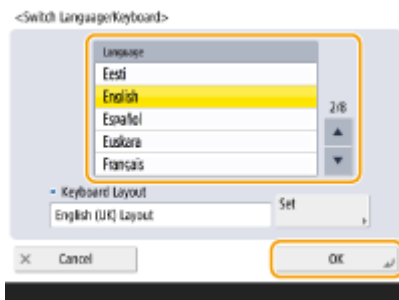 <Switch Language/Keyboard>
Language
Eesti
English
Español
2/8
Euskara
Français
Keyboard Layout
English (UK) Layout
Set
× Cancel
OK